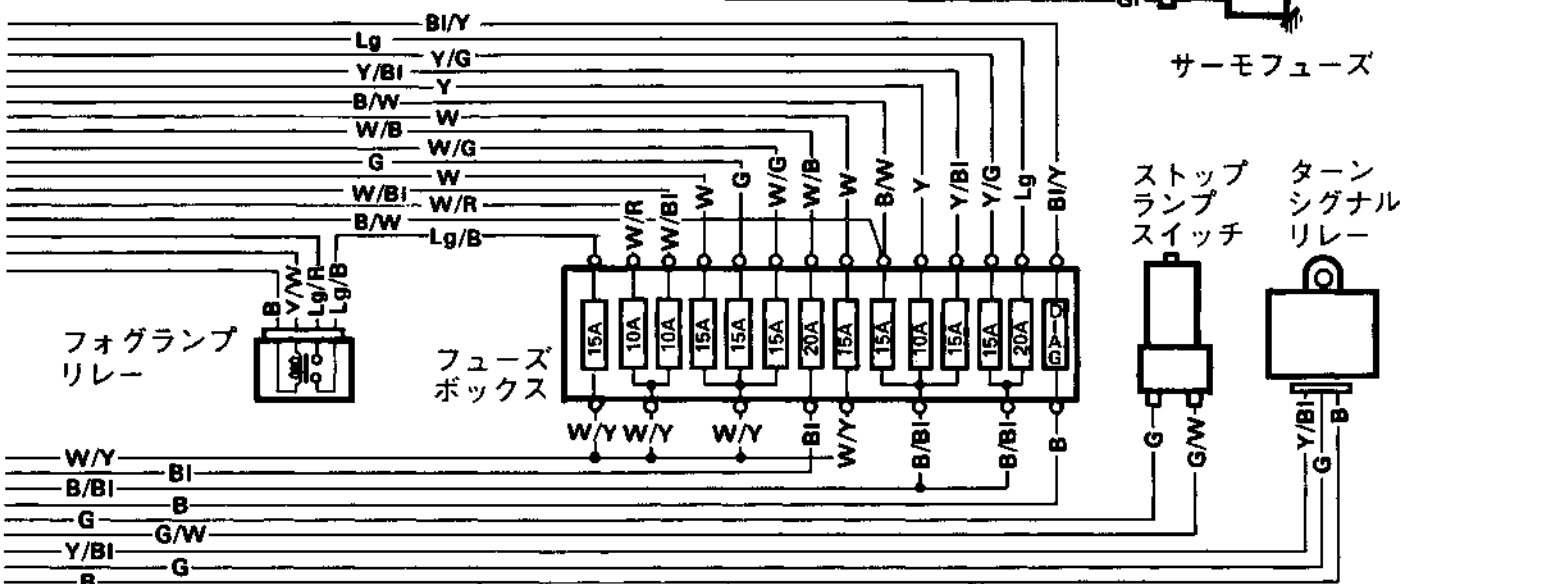 Gl
Bl/Y
Lg
Y/G
Y/Bl
Y
B/W
W
W/B
W/G
G
W
W/Bl
W/R
B/W
Lg/B
サーモフューズ
W/R
W/Bl
W
G
W/G
W/B
W
B/W
Y
Y/Bl
Y/G
Lg
Bl/Y
ストップ
ランプ
スイッチ
ターン
シグナル
リレー
B
Y/W
Lg/R
Lg/B
フォグランプ
リレー
フューズ
ボックス
15A
10A
10A
15A
15A
15A
20A
15A
15A
10A
15A
15A
20A
DIAG
W/Y
W/Y
W/Y
Bl
W/Y
B/Bl
B/Bl
B
G
G/W
Y/Bl
G
B
W/Y
Bl
B/Bl
B
G
G/W
Y/Bl
G
B